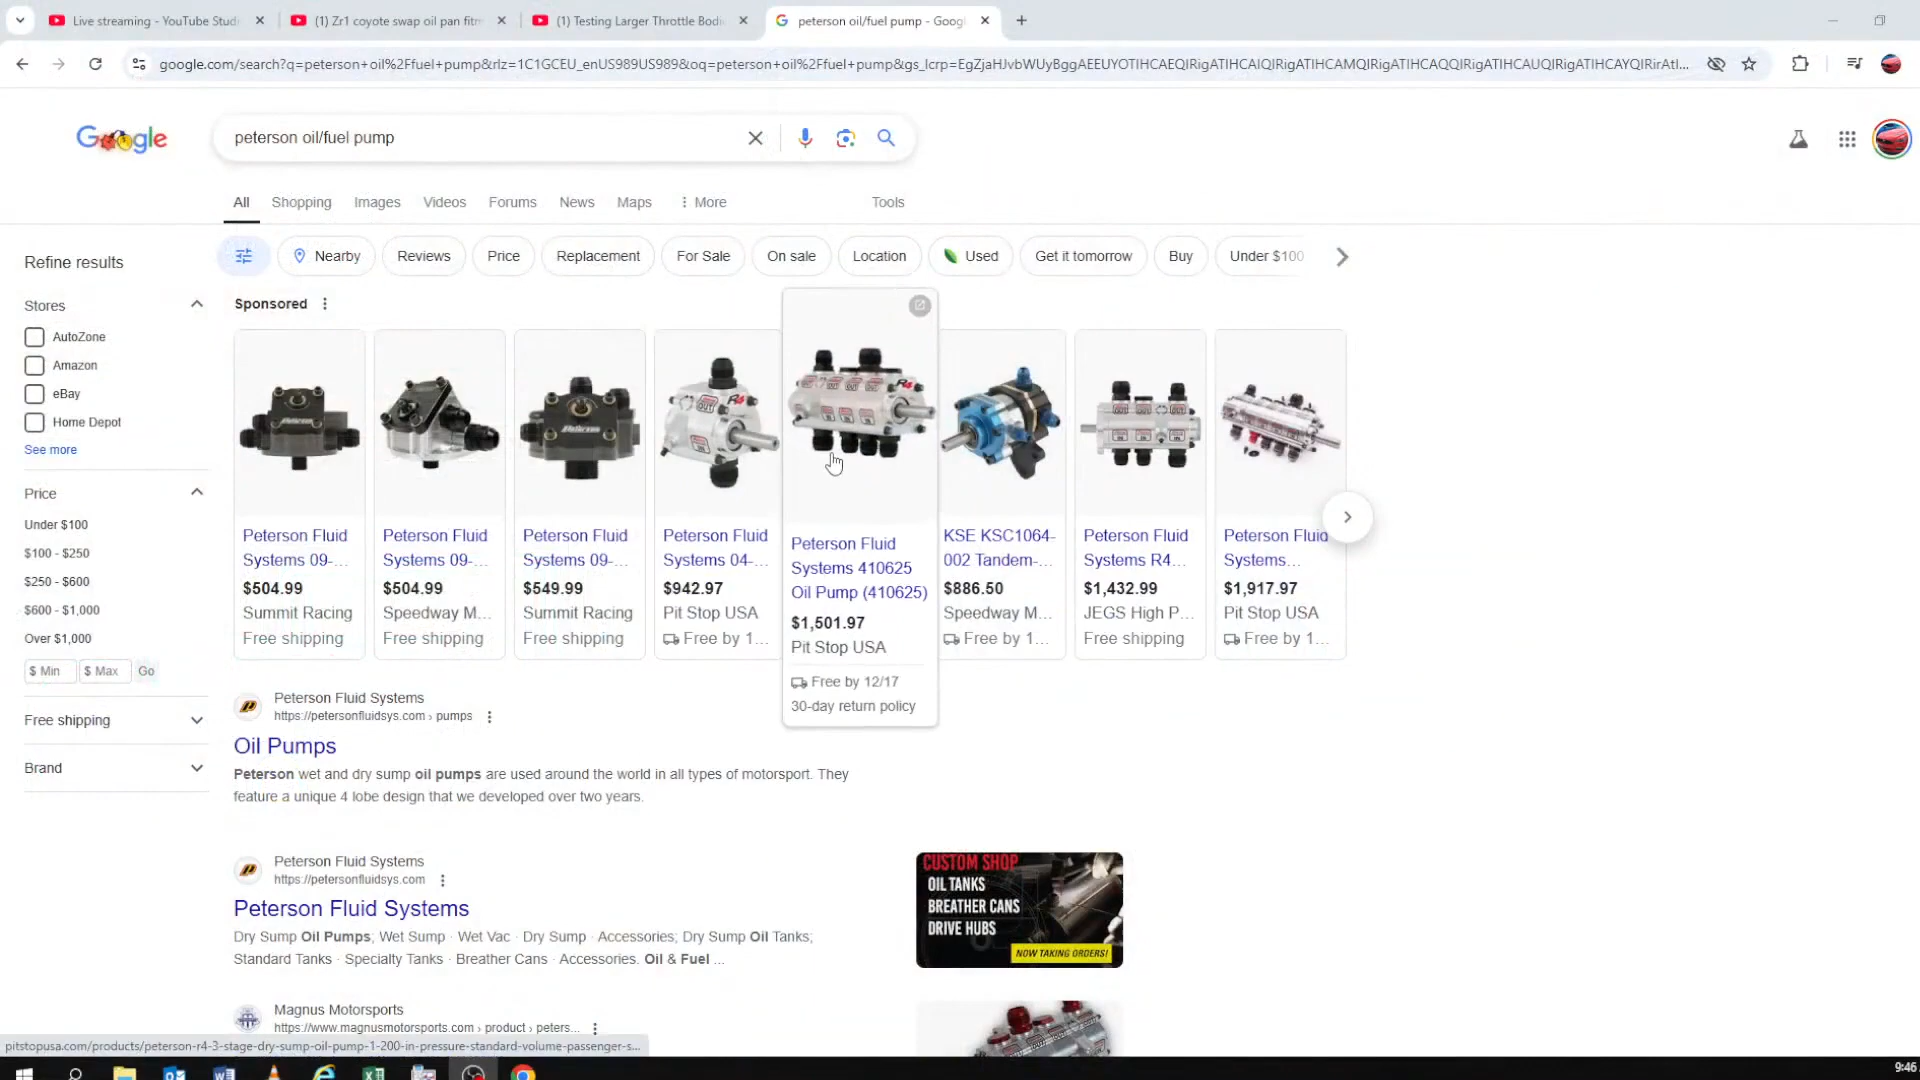 Live streaming - YouTube Studi
(1) Zr1 coyote swap oil pan fitm
(1) Testing Larger Throttle Bodi
peterson oil/fuel pump - Goog
google.com/search?q=peterson+oil%2Ffuel+pump&rlz=1C1GCEU_enUS989US989&oq=peterson+oil%2Ffuel+pump&gs_lcrp=
Google
peterson oil/fuel pump
All
Shopping
Images
Videos
Forums
News
Maps
More
Tools
Refine results
Nearby
Reviews
Price
Replacement
For Sale
On sale
Location
Used
Get it tomorrow
Buy
Under $100
Stores
AutoZone
Amazon
eBay
Home Depot
See more
Price
Under $100
$100 - $250
$250 - $600
$600 - $1,000
Over $1,000
$ Min
$ Max
Go
Free shipping
Brand
Sponsored
Peterson Fluid
Systems 09-...
$504.99
Summit Racing
Free shipping
Peterson Fluid
Systems 09-...
$504.99
Speedway M...
Free shipping
Peterson Fluid
Systems 09-...
$549.99
Summit Racing
Free shipping
Peterson Fluid
Systems 04-...
$942.97
Pit Stop USA
Free by 1...
Peterson Fluid
Systems 410625
Oil Pump (410625)
$1,501.97
Pit Stop USA
Free by 12/17
30-day return policy
KSE KSC1064-
002 Tandem-...
$886.50
Speedway M...
Free by 1...
Peterson Fluid
Systems R4...
$1,432.99
JEGS High P...
Free shipping
Peterson Fluid
Systems...
$1,917.97
Pit Stop USA
Free by 1...
Peterson Fluid Systems
https://petersonfluidsys.com › pumps
Oil Pumps
Peterson wet and dry sump oil pumps are used around the world in all types of motorsport. They
feature a unique 4 lobe design that we developed over two years.
Peterson Fluid Systems
https://petersonfluidsys.com
Peterson Fluid Systems
Dry Sump Oil Pumps; Wet Sump · Wet Vac · Dry Sump · Accessories; Dry Sump Oil Tanks;
Standard Tanks · Specialty Tanks · Breather Cans · Accessories. Oil & Fuel ...
CUSTOM SHOP
OIL TANKS
BREATHER CANS
DRIVE HUBS
NOW TAKING ORDERS!
Magnus Motorsports
https://www.magnusmotorsports.com › product › peters...
pitstopusa.com/products/peterson-r4-3-stage-dry-sump-oil-pump-1-200-in-pressure-standard-volume-passenger-s...
9:46